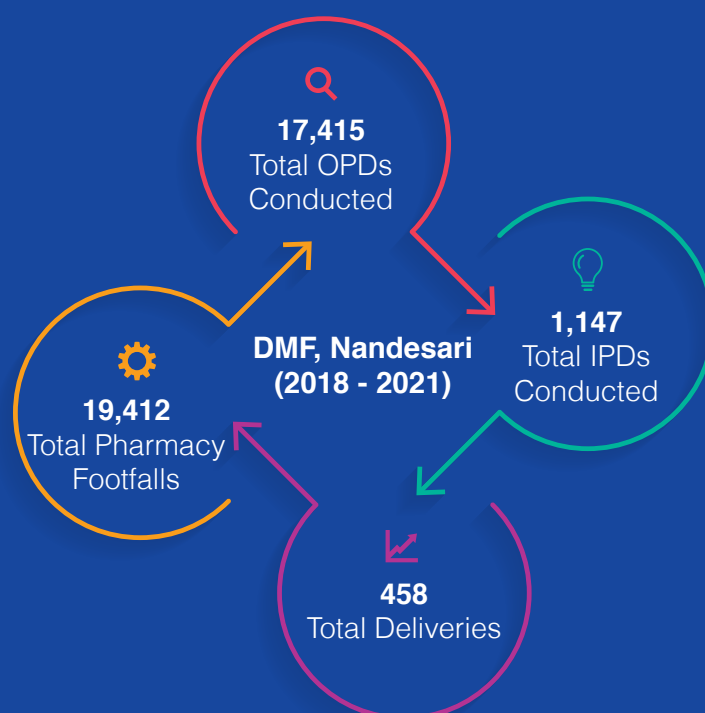 17,415
Total OPDs
Conducted
1,147
Total IPDs
Conducted
DMF, Nandesari
(2018 - 2021)
19,412
Total Pharmacy
Footfalls
458
Total Deliveries